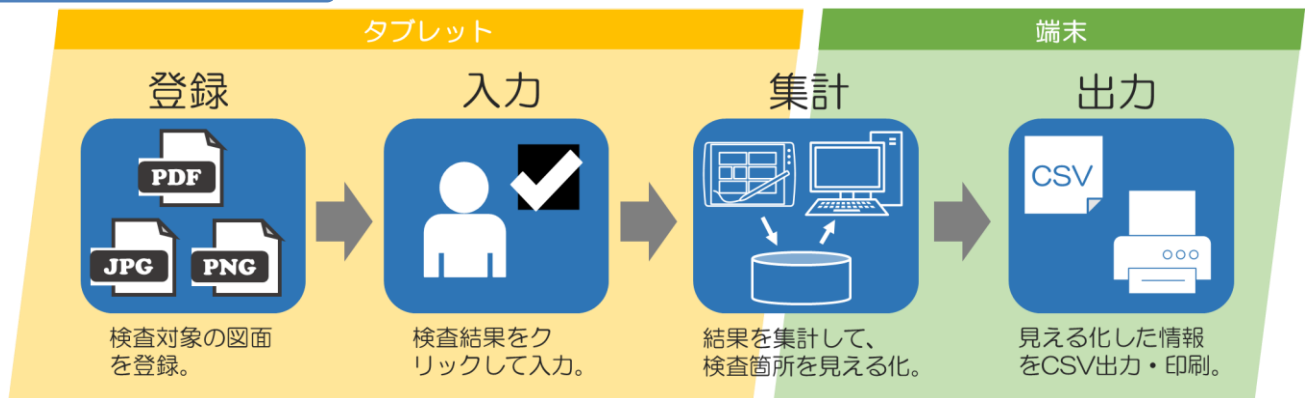 タブレット
端末
登録
入力
集計
出力
PDF
JPG
PNG
CSV
検査対象の図面
を登録。
検査結果をク
リックして入力。
結果を集計して、
検査箇所を見える化。
見える化した情報
をCSV出力・印刷。